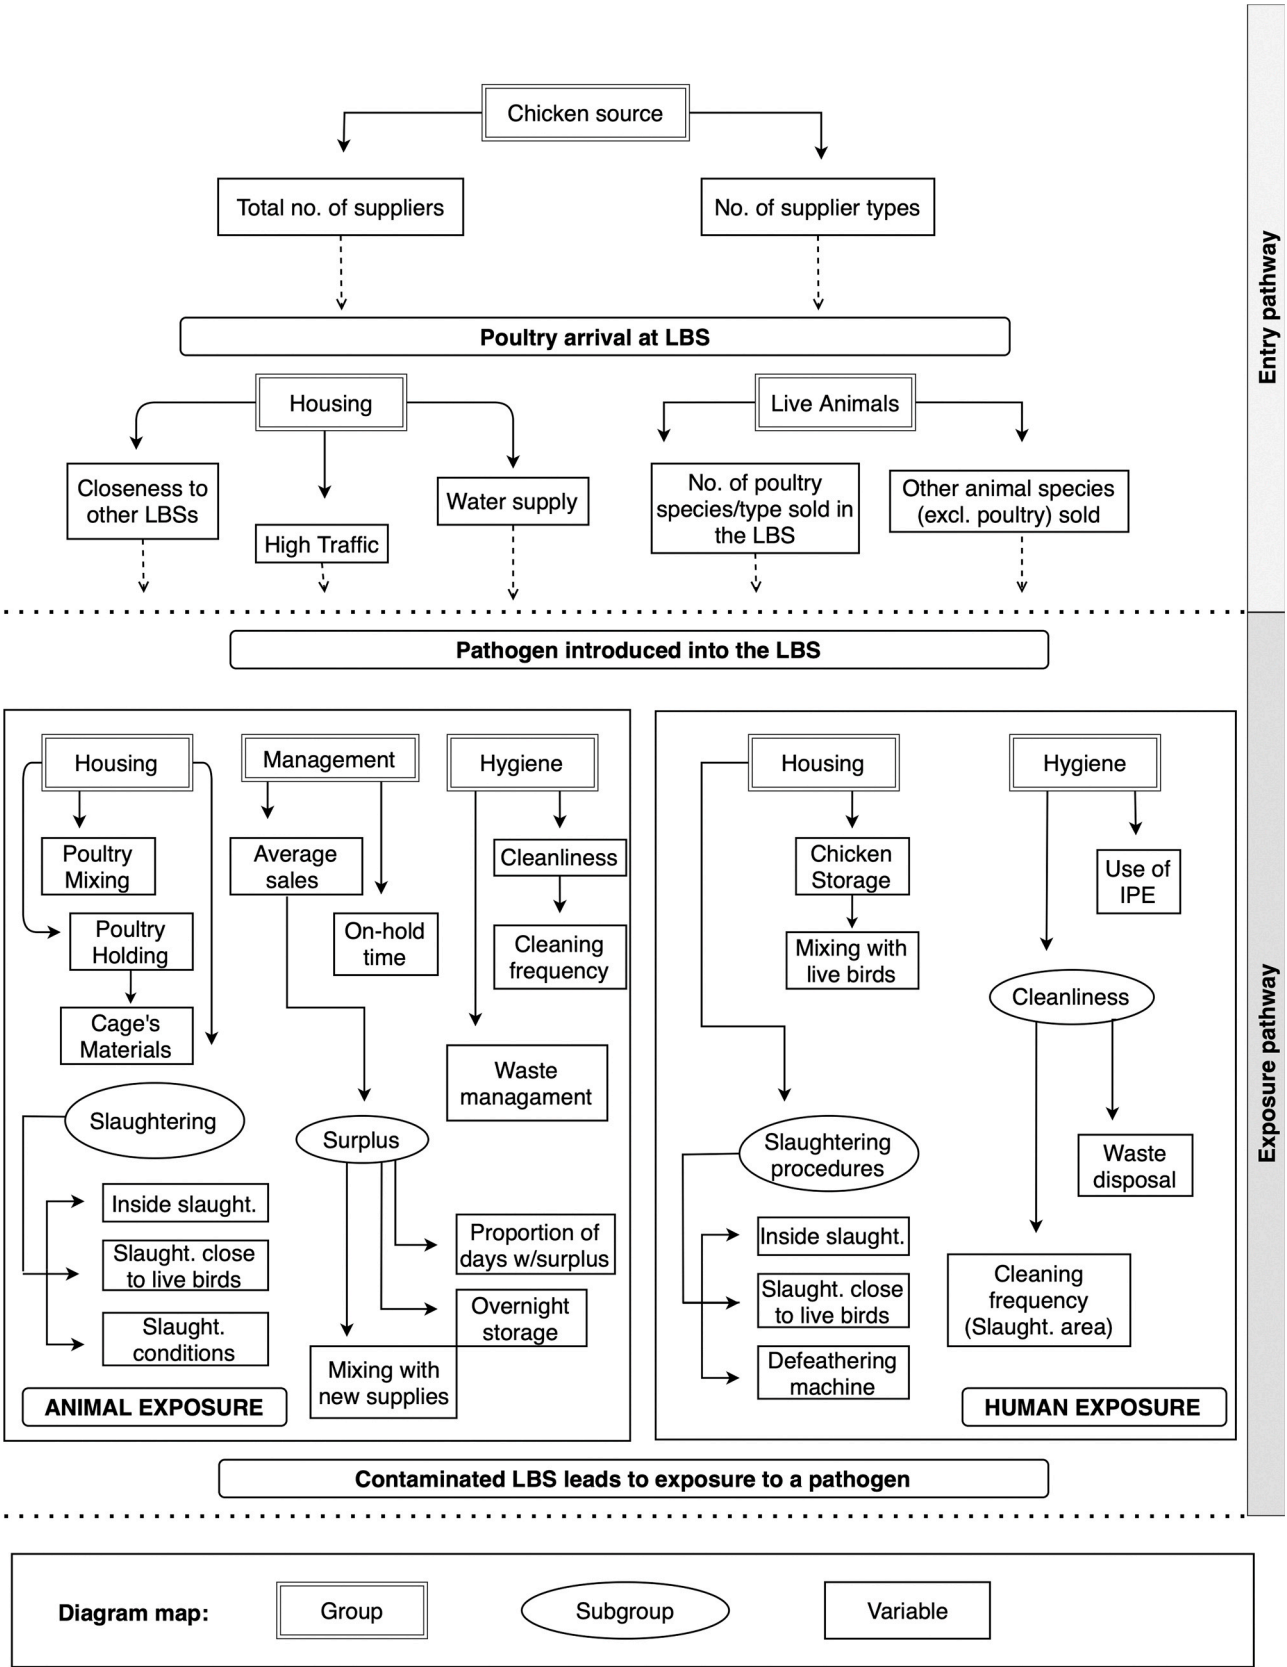 Chicken source
Total no. of suppliers
No. of supplier types
Poultry arrival at LBS
Entry pathway
Housing
Live Animals
Closeness to
other LBSs
High Traffic
Water supply
No. of poultry
species/type sold in
the LBS
Other animal species
(excl. poultry) sold
Pathogen introduced into the LBS
Exposure pathway
Housing
Poultry
Mixing
Poultry
Holding
Cage's
Materials
Slaughtering
Inside slaught.
Slaught. close
to live birds
Slaught.
conditions
Management
Average
sales
On-hold
time
Surplus
Proportion of
days w/surplus
Overnight
storage
Mixing with
new supplies
Hygiene
Cleanliness
Cleaning
frequency
Waste
managament
ANIMAL EXPOSURE
Housing
Chicken
Storage
Mixing with
live birds
Slaughtering
procedures
Inside slaught.
Slaught. close
to live birds
Defeathering
machine
Hygiene
Use of
IPE
Cleanliness
Waste
disposal
Cleaning
frequency
(Slaught. area)
HUMAN EXPOSURE
Contaminated LBS leads to exposure to a pathogen
Diagram map:
Group
Subgroup
Variable